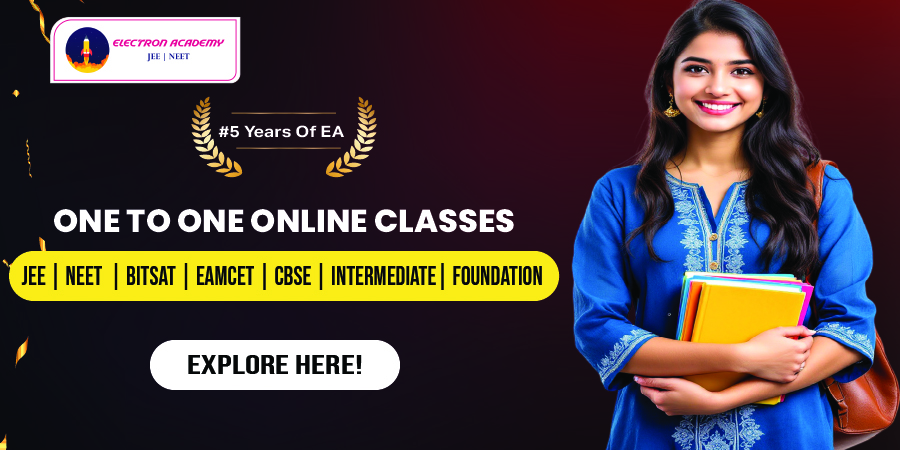 ELECTRON ACADEMY
JEE | NEET
#5 Years Of EA
ONE TO ONE ONLINE CLASSES
JEE | NEET | BITSAT | EAMCET | CBSE | INTERMEDIATE | FOUNDATION
EXPLORE HERE!